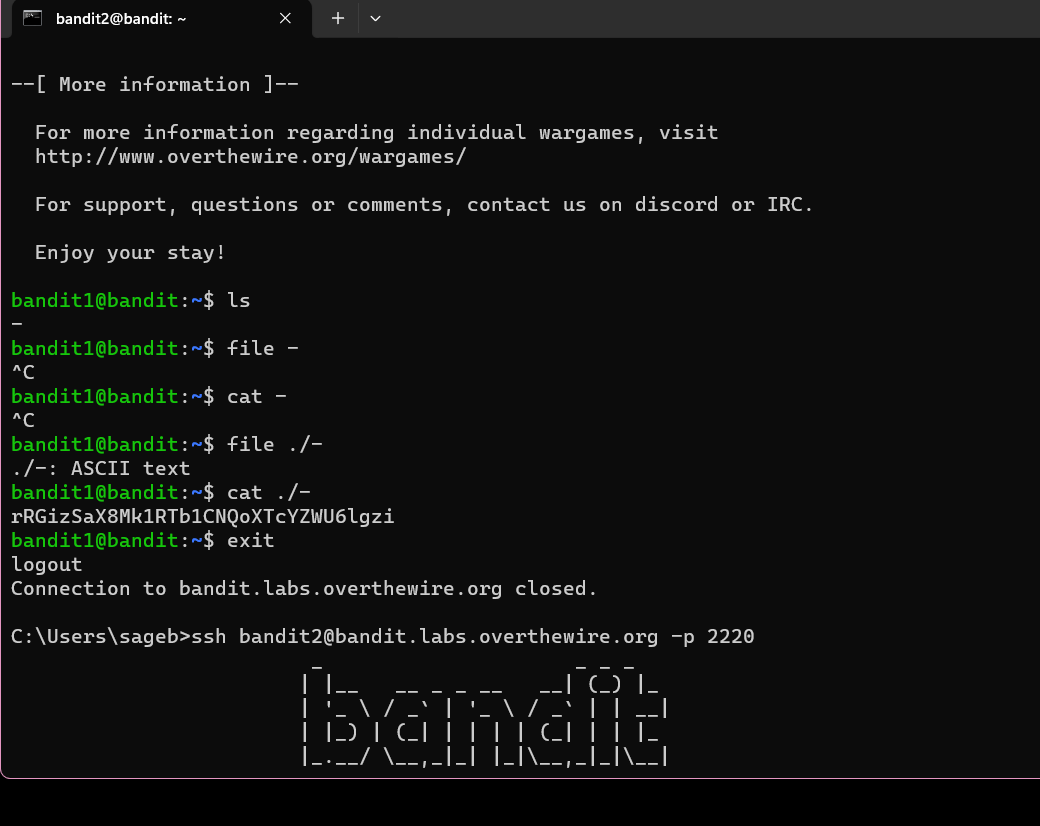 bandit2@bandit: ~
--[ More information ]--
For more information regarding individual wargames, visit
http://www.overthewire.org/wargames/
For support, questions or comments, contact us on discord or IRC.
Enjoy your stay!
bandit1@bandit:~$ ls
-
bandit1@bandit:~$ file -
^C
bandit1@bandit:~$ cat -
^C
bandit1@bandit:~$ file ./-
./-: ASCII text
bandit1@bandit:~$ cat ./-
rRGizSaX8Mk1RTb1CNQoXTcYZWU6lgzi
bandit1@bandit:~$ exit
logout
Connection to bandit.labs.overthewire.org closed.
C:\Users\sageb>ssh bandit2@bandit.labs.overthewire.org -p 2220
bandit